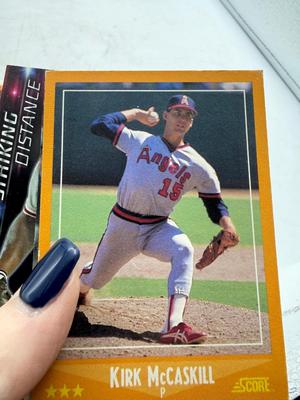 STRIKING
DISTANCE
A
Angels
15
KIRK McCASKILL
P
SCORE